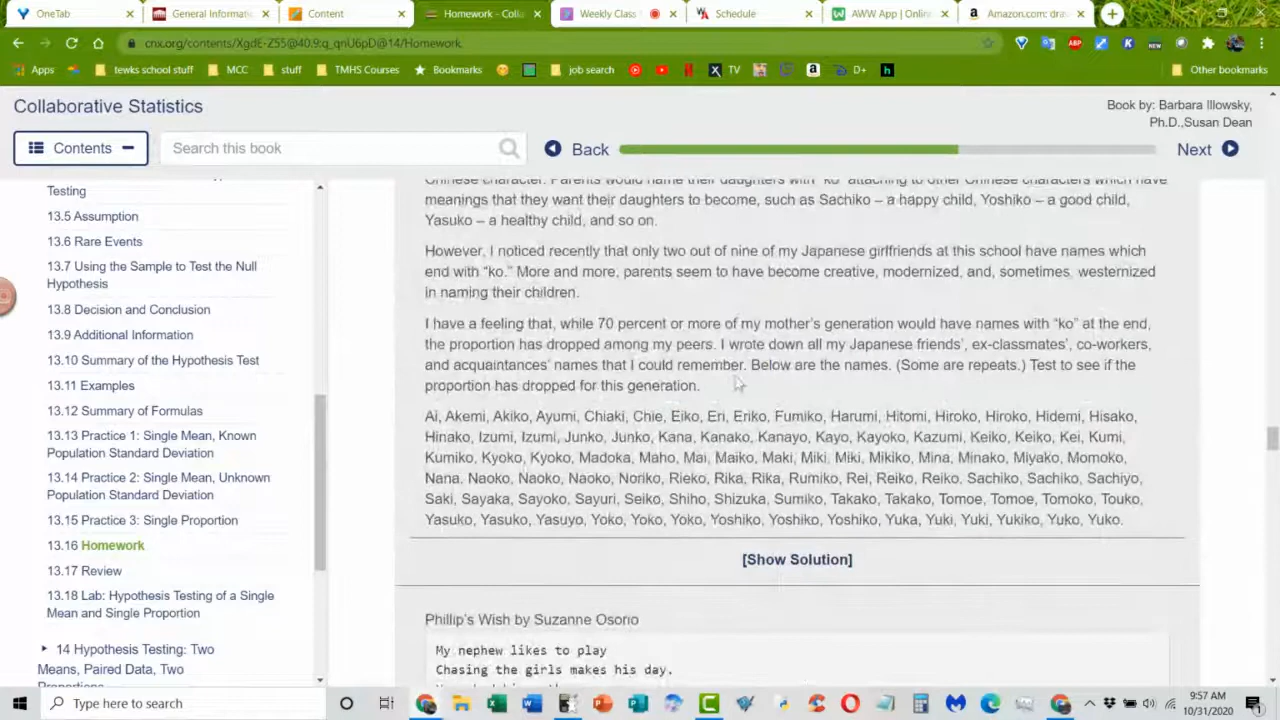 OneTab
General Informati
Content
Homework - Coll
Weekly Class
Schedule
AWW App | Online
Amazon.com: dra
cnx.org/contents/XgdE-Z55@40.9:q_qnU6pD@14/Homework
Apps
tewks school stuff
MCC
stuff
TMHS Courses
Bookmarks
job search
TV
D+
Other bookmarks
Collaborative Statistics
Book by: Barbara Illowsky,
Ph.D.,Susan Dean
Contents
Search this book
Back
Next
Testing
13.5 Assumption
13.6 Rare Events
13.7 Using the Sample to Test the Null
Hypothesis
13.8 Decision and Conclusion
13.9 Additional Information
13.10 Summary of the Hypothesis Test
13.11 Examples
13.12 Summary of Formulas
13.13 Practice 1: Single Mean, Known
Population Standard Deviation
13.14 Practice 2: Single Mean, Unknown
Population Standard Deviation
13.15 Practice 3: Single Proportion
13.16 Homework
13.17 Review
13.18 Lab: Hypothesis Testing of a Single
Mean and Single Proportion
14 Hypothesis Testing: Two
Means, Paired Data, Two
Chinese character. Parents would name their daughters with “ko” attaching to other Chinese characters which have
meanings that they want their daughters to become, such as Sachiko – a happy child, Yoshiko – a good child,
Yasuko – a healthy child, and so on.
However, I noticed recently that only two out of nine of my Japanese girlfriends at this school have names which
end with “ko.” More and more, parents seem to have become creative, modernized, and, sometimes, westernized
in naming their children.
I have a feeling that, while 70 percent or more of my mother’s generation would have names with “ko” at the end,
the proportion has dropped among my peers. I wrote down all my Japanese friends’, ex-classmates’, co-workers,
and acquaintances’ names that I could remember. Below are the names. (Some are repeats.) Test to see if the
proportion has dropped for this generation.
Ai, Akemi, Akiko, Ayumi, Chiaki, Chie, Eiko, Eri, Eriko, Fumiko, Harumi, Hitomi, Hiroko, Hiroko, Hidemi, Hisako,
Hinako, Izumi, Izumi, Junko, Junko, Kana, Kanako, Kanayo, Kayo, Kayoko, Kazumi, Keiko, Keiko, Kei, Kumi,
Kumiko, Kyoko, Kyoko, Madoka, Maho, Mai, Maiko, Maki, Miki, Miki, Mikiko, Mina, Minako, Miyako, Momoko,
Nana, Naoko, Naoko, Naoko, Noriko, Rieko, Rika, Rika, Rumiko, Rei, Reiko, Reiko, Sachiko, Sachiko, Sachiyo,
Saki, Sayaka, Sayoko, Sayuri, Seiko, Shiho, Shizuka, Sumiko, Takako, Takako, Tomoe, Tomoe, Tomoko, Touko,
Yasuko, Yasuko, Yasuyo, Yoko, Yoko, Yoko, Yoshiko, Yoshiko, Yoshiko, Yuka, Yuki, Yuki, Yukiko, Yuko, Yuko.
[Show Solution]
Phillip’s Wish by Suzanne Osorio
My nephew likes to play
Chasing the girls makes his day.
Type here to search
9:57 AM
10/31/2020